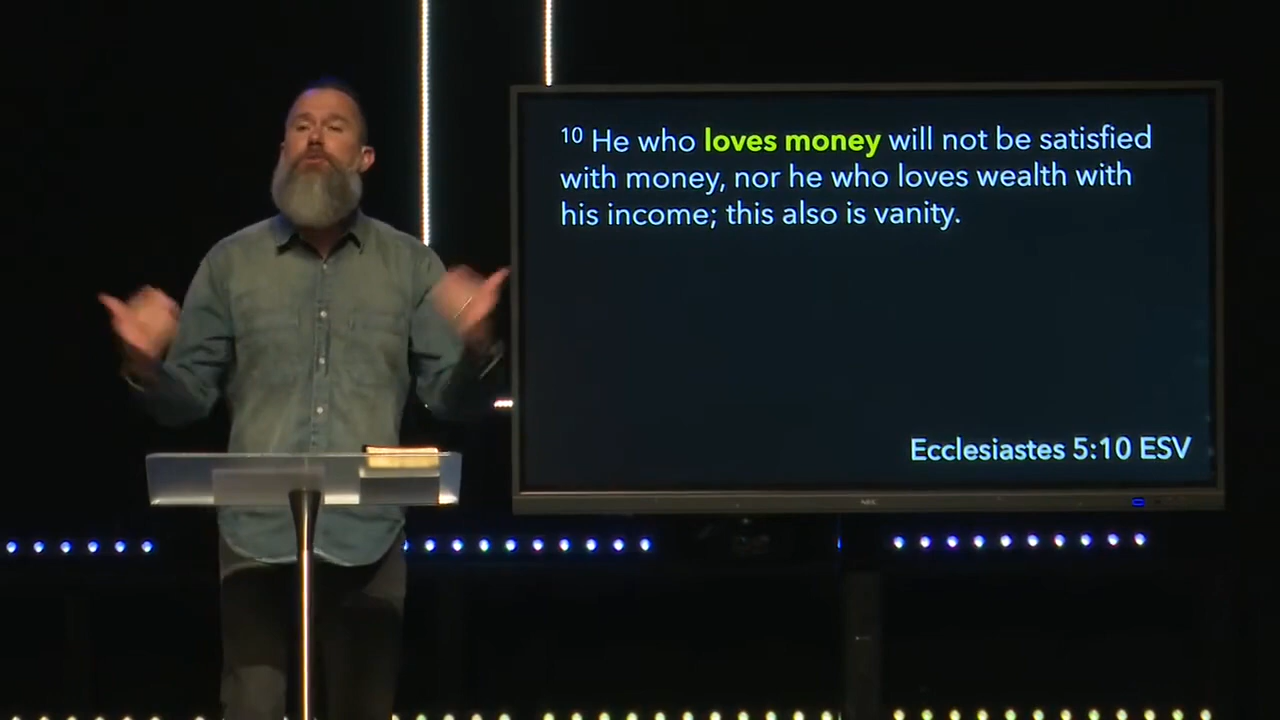 10 He who loves money will not be satisfied
with money, nor he who loves wealth with
his income; this also is vanity.
Ecclesiastes 5:10 ESV
NEC